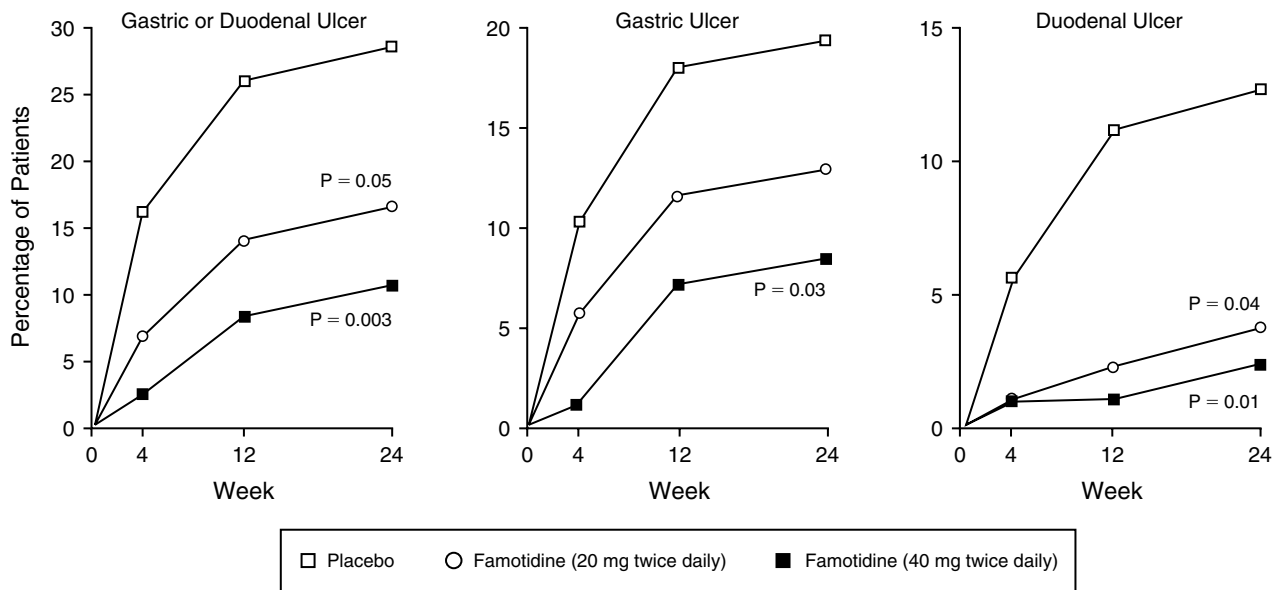 Gastric or Duodenal Ulcer
Percentage of Patients
30
25
20
15
10
5
0
P = 0.05
P = 0.003
0 4 12 24
Week
Gastric Ulcer
20
15
10
5
0
P = 0.03
0 4 12 24
Week
Duodenal Ulcer
15
10
5
0
P = 0.04
P = 0.01
0 4 12 24
Week
Placebo Famotidine (20 mg twice daily) Famotidine (40 mg twice daily)